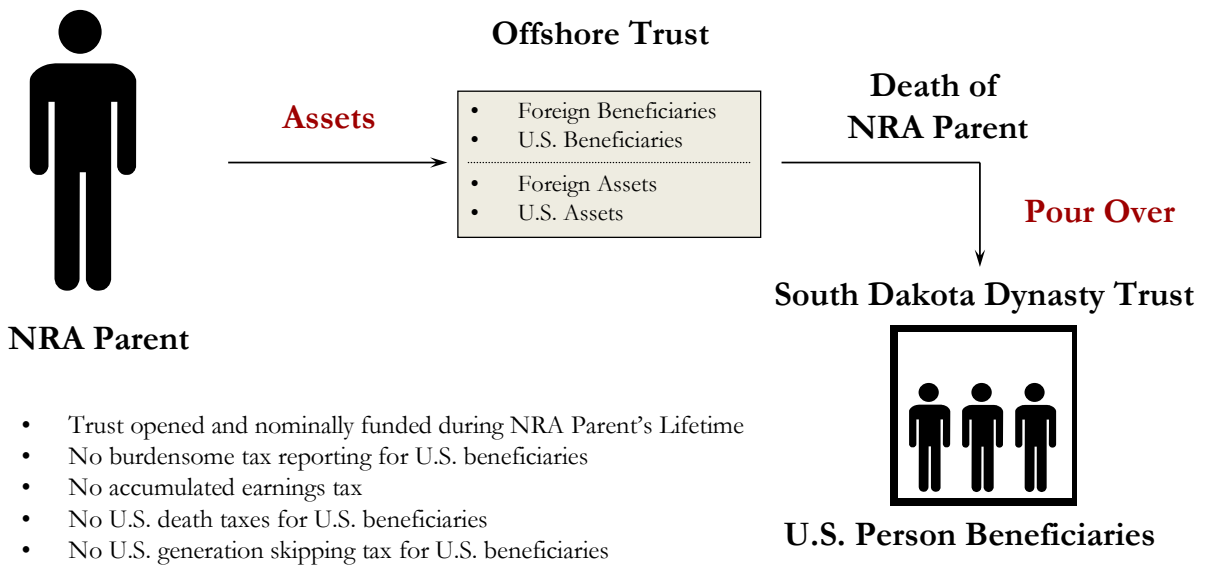 Offshore Trust
Assets
• Foreign Beneficiaries
• U.S. Beneficiaries
• Foreign Assets
• U.S. Assets
Death of
NRA Parent
Pour Over
South Dakota Dynasty Trust
NRA Parent
• Trust opened and nominally funded during NRA Parent's Lifetime
• No burdensome tax reporting for U.S. beneficiaries
• No accumulated earnings tax
• No U.S. death taxes for U.S. beneficiaries
• No U.S. generation skipping tax for U.S. beneficiaries
U.S. Person Beneficiaries